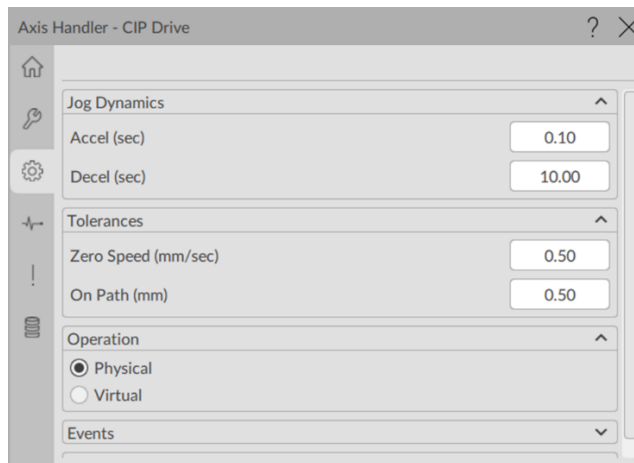 Axis Handler - CIP Drive ?
Jog Dynamics
Accel (sec) 0.10
Decel (sec) 10.00
Tolerances
Zero Speed (mm/sec) 0.50
On Path (mm) 0.50
Operation
Physical
Virtual
Events